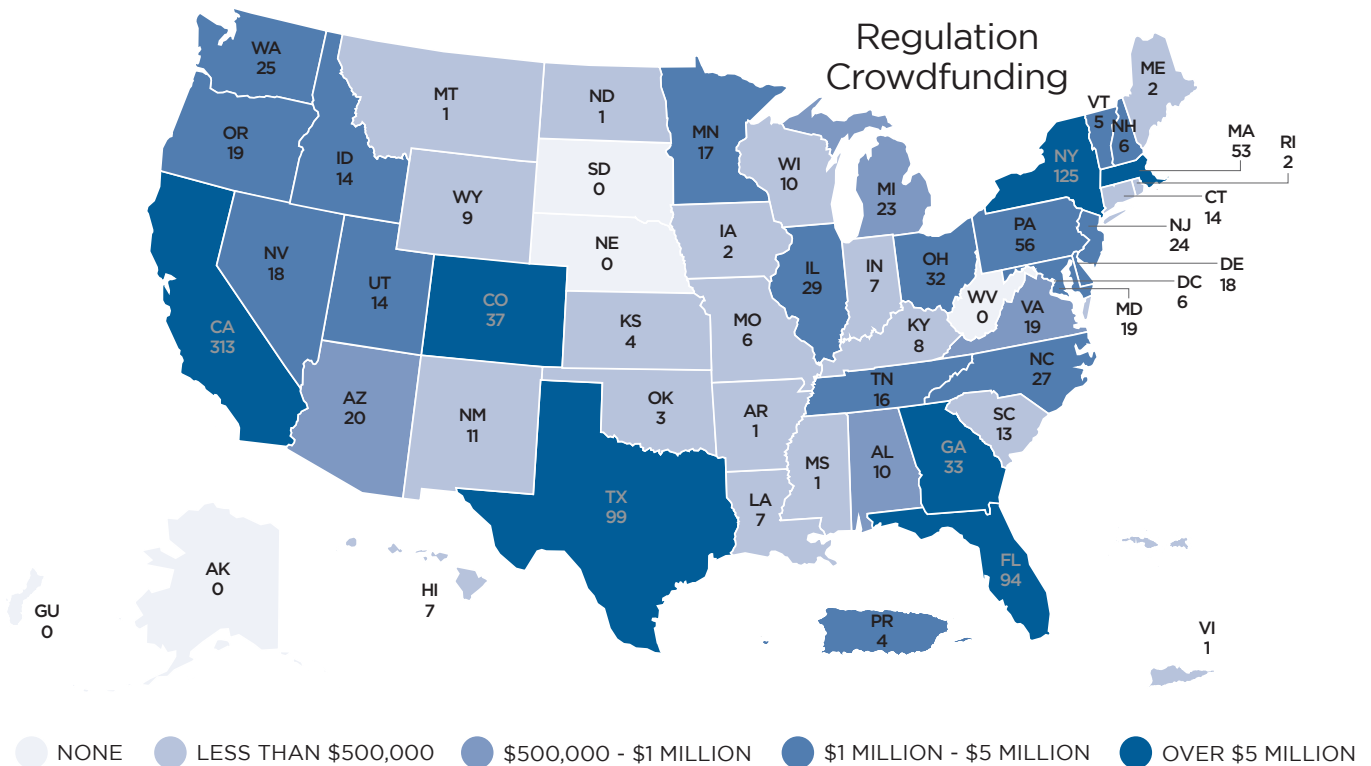 Regulation
Crowdfunding
WA
25
OR
19
ID
14
MT
1
ND
1
MN
17
SD
0
WY
9
NE
0
WI
10
MI
23
IA
2
IL
29
IN
7
OH
32
PA
56
NY
125
VT
5
NH
6
ME
2
MA
53
RI
2
CT
14
NJ
24
DE
18
DC
6
MD
19
WV
0
VA
19
NC
27
KY
8
TN
16
SC
13
GA
33
AL
10
MS
1
FL
94
LA
7
AR
1
MO
6
KS
4
OK
3
TX
99
CO
37
NM
11
AZ
20
UT
14
NV
18
CA
313
AK
0
GU
0
HI
7
PR
4
VI
1
NONE
LESS THAN $500,000
$500,000 - $1 MILLION
$1 MILLION - $5 MILLION
OVER $5 MILLION